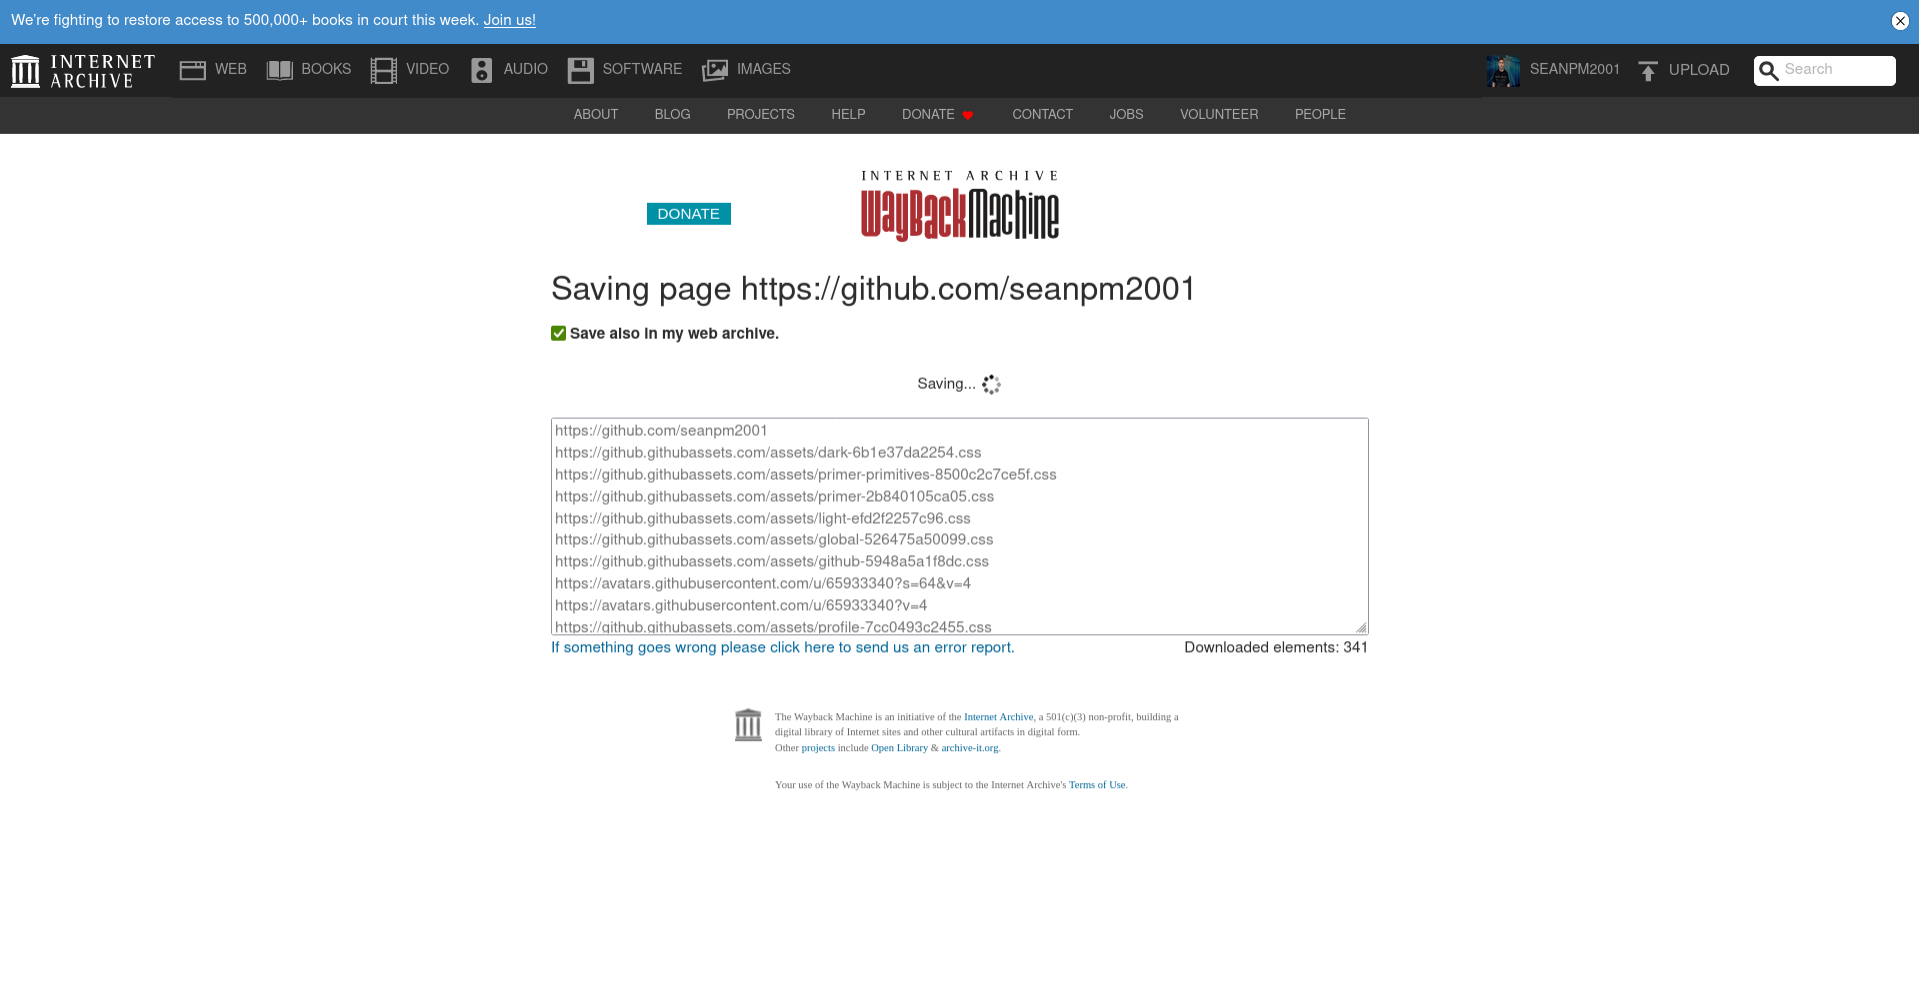 We're fighting to restore access to 500,000+ books in court this week. Join us!
INTERNET ARCHIVE
WEB BOOKS VIDEO AUDIO SOFTWARE IMAGES SEANPM2001 UPLOAD Search
ABOUT BLOG PROJECTS HELP DONATE CONTACT JOBS VOLUNTEER PEOPLE
INTERNET ARCHIVE
WayBackMachine
DONATE
Saving page https://github.com/seanpm2001
Save also in my web archive.
Saving...
https://github.com/seanpm2001
https://github.githubassets.com/assets/dark-6b1e37da2254.css
https://github.githubassets.com/assets/primer-primitives-8500c2c7ce5f.css
https://github.githubassets.com/assets/primer-2b840105ca05.css
https://github.githubassets.com/assets/light-efd2f2257c96.css
https://github.githubassets.com/assets/global-526475a50099.css
https://github.githubassets.com/assets/github-5948a5a1f8dc.css
https://avatars.githubusercontent.com/u/65933340?s=64&v=4
https://avatars.githubusercontent.com/u/65933340?v=4
https://github.githubassets.com/assets/profile-7cc0493c2455.css
If something goes wrong please click here to send us an error report. Downloaded elements: 341
The Wayback Machine is an initiative of the Internet Archive, a 501(c)(3) non-profit, building a
digital library of Internet sites and other cultural artifacts in digital form.
Other projects include Open Library & archive-it.org.
Your use of the Wayback Machine is subject to the Internet Archive's Terms of Use.